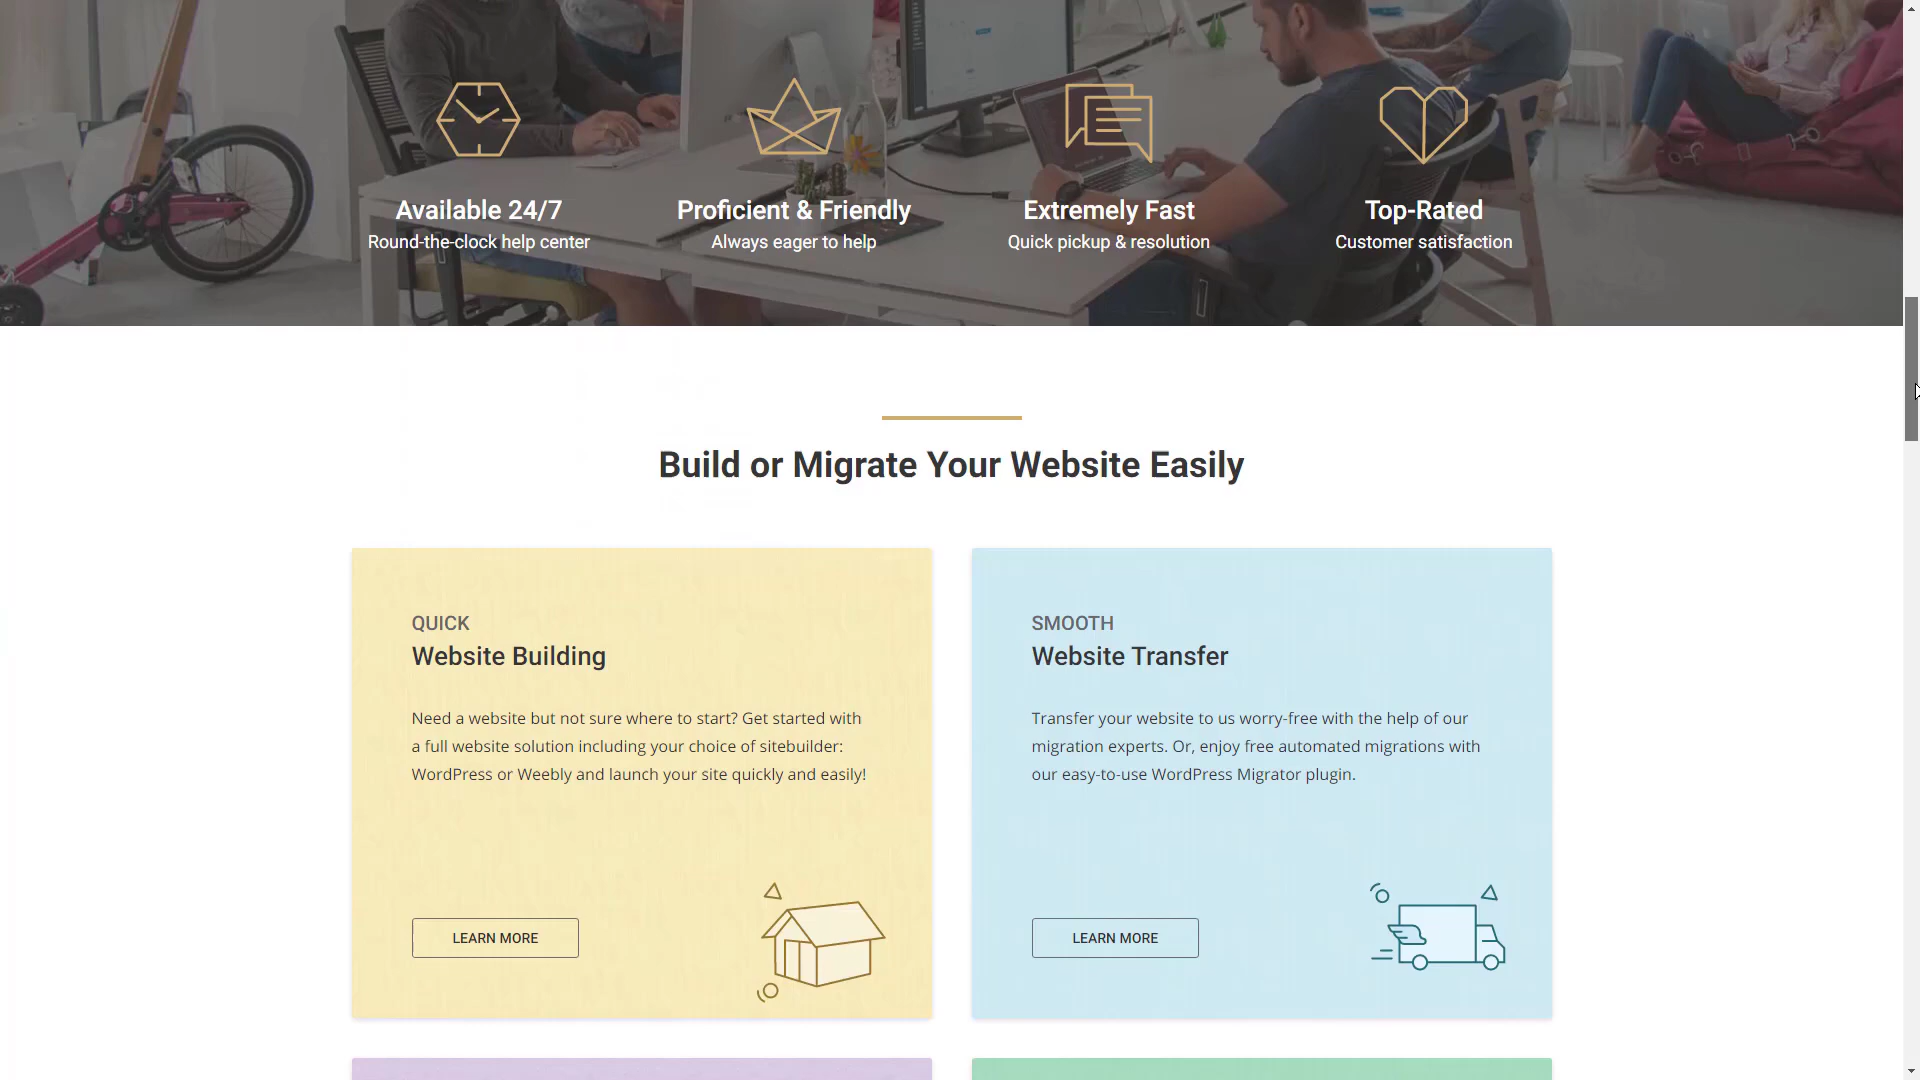 Available 24/7
Round-the-clock help center
Proficient & Friendly
Always eager to help
Extremely Fast
Quick pickup & resolution
Top-Rated
Customer satisfaction
Build or Migrate Your Website Easily
QUICK
Website Building
Need a website but not sure where to start? Get started with
a full website solution including your choice of sitebuilder:
WordPress or Weebly and launch your site quickly and easily!
LEARN MORE
SMOOTH
Website Transfer
Transfer your website to us worry-free with the help of our
migration experts. Or, enjoy free automated migrations with
our easy-to-use WordPress Migrator plugin.
LEARN MORE